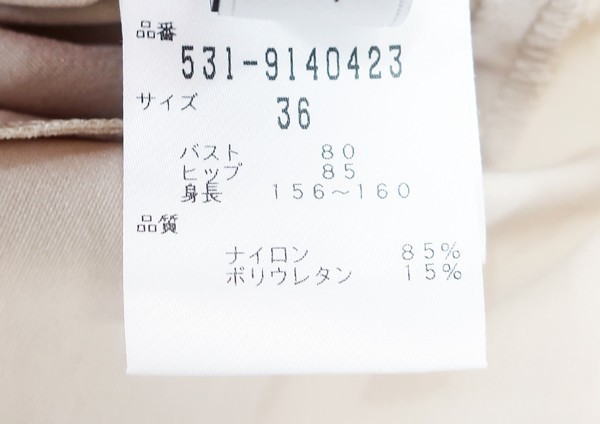 品番
531-9140423
サイズ 36
バスト 80
ヒップ 85
身長 156～160
品質
ナイロン 85%
ポリウレタン 15%